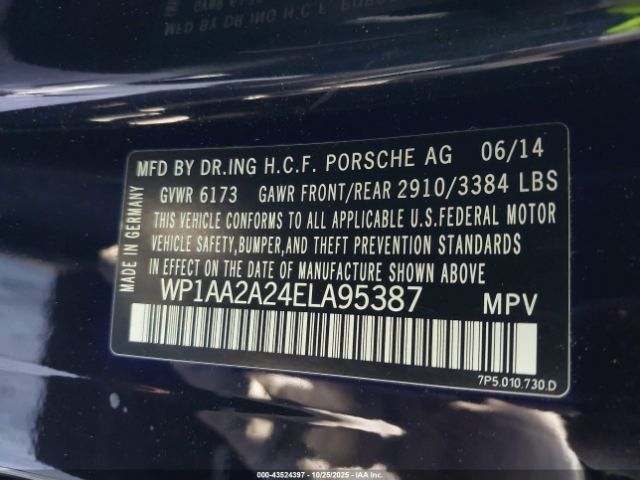 MFD BY DR.ING H.C.F. PORSCHE AG 06/14
GVWR 6173 GAWR FRONT/REAR 2910/3384 LBS
THIS VEHICLE CONFORMS TO ALL APPLICABLE U.S.FEDERAL MOTOR
VEHICLE SAFETY,BUMPER,AND THEFT PREVENTION STANDARDS
IN EFFECT ON THE DATE OF MANUFACTURE SHOWN ABOVE
MADE IN GERMANY
WP1AA2A24ELA95387 MPV
7P5.010.730.D
000-43524397 | 10/25/2025 | IAAI.com